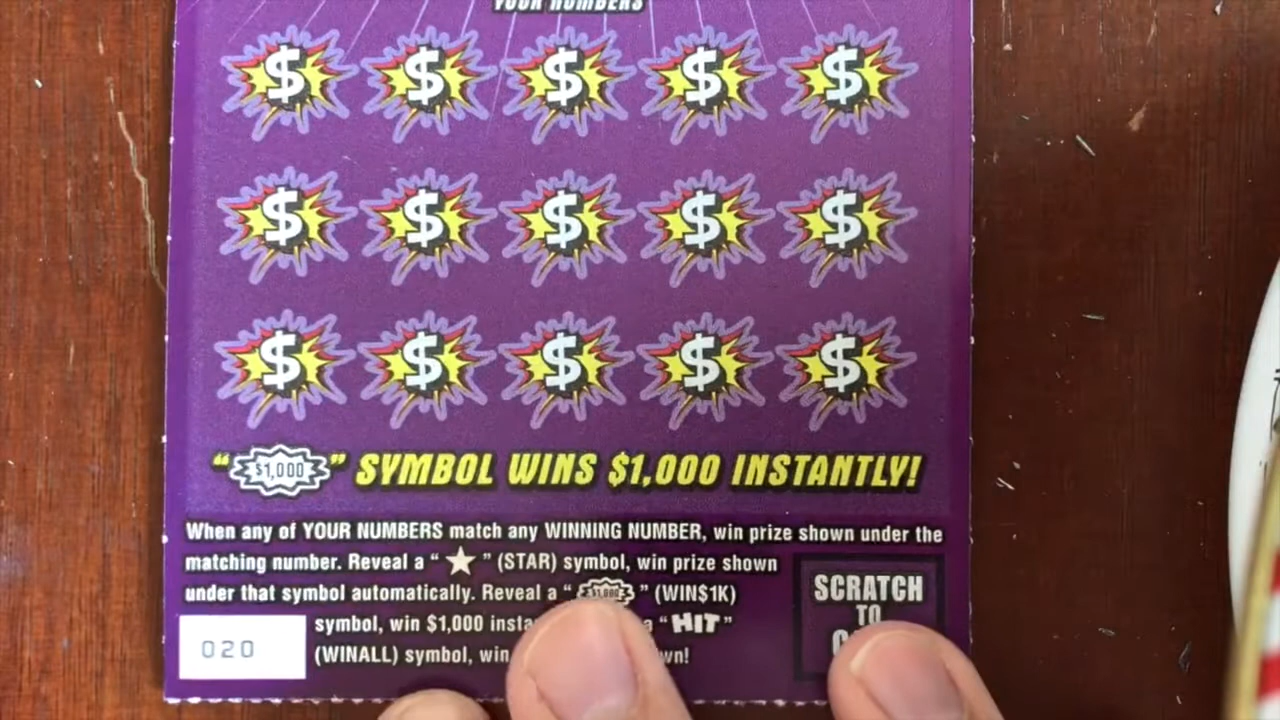 YOUR NUMBERS
$ $ $ $ $
$ $ $ $ $
$ $ $ $ $
“$1,000” SYMBOL WINS $1,000 INSTANTLY!
When any of YOUR NUMBERS match any WINNING NUMBER, win prize shown under the
matching number. Reveal a “★” (STAR) symbol, win prize shown
under that symbol automatically. Reveal a “$1,000” (WIN$1K)
symbol, win $1,000 a “HIT”
(WINALL) symbol, win
SCRATCH
TO
020